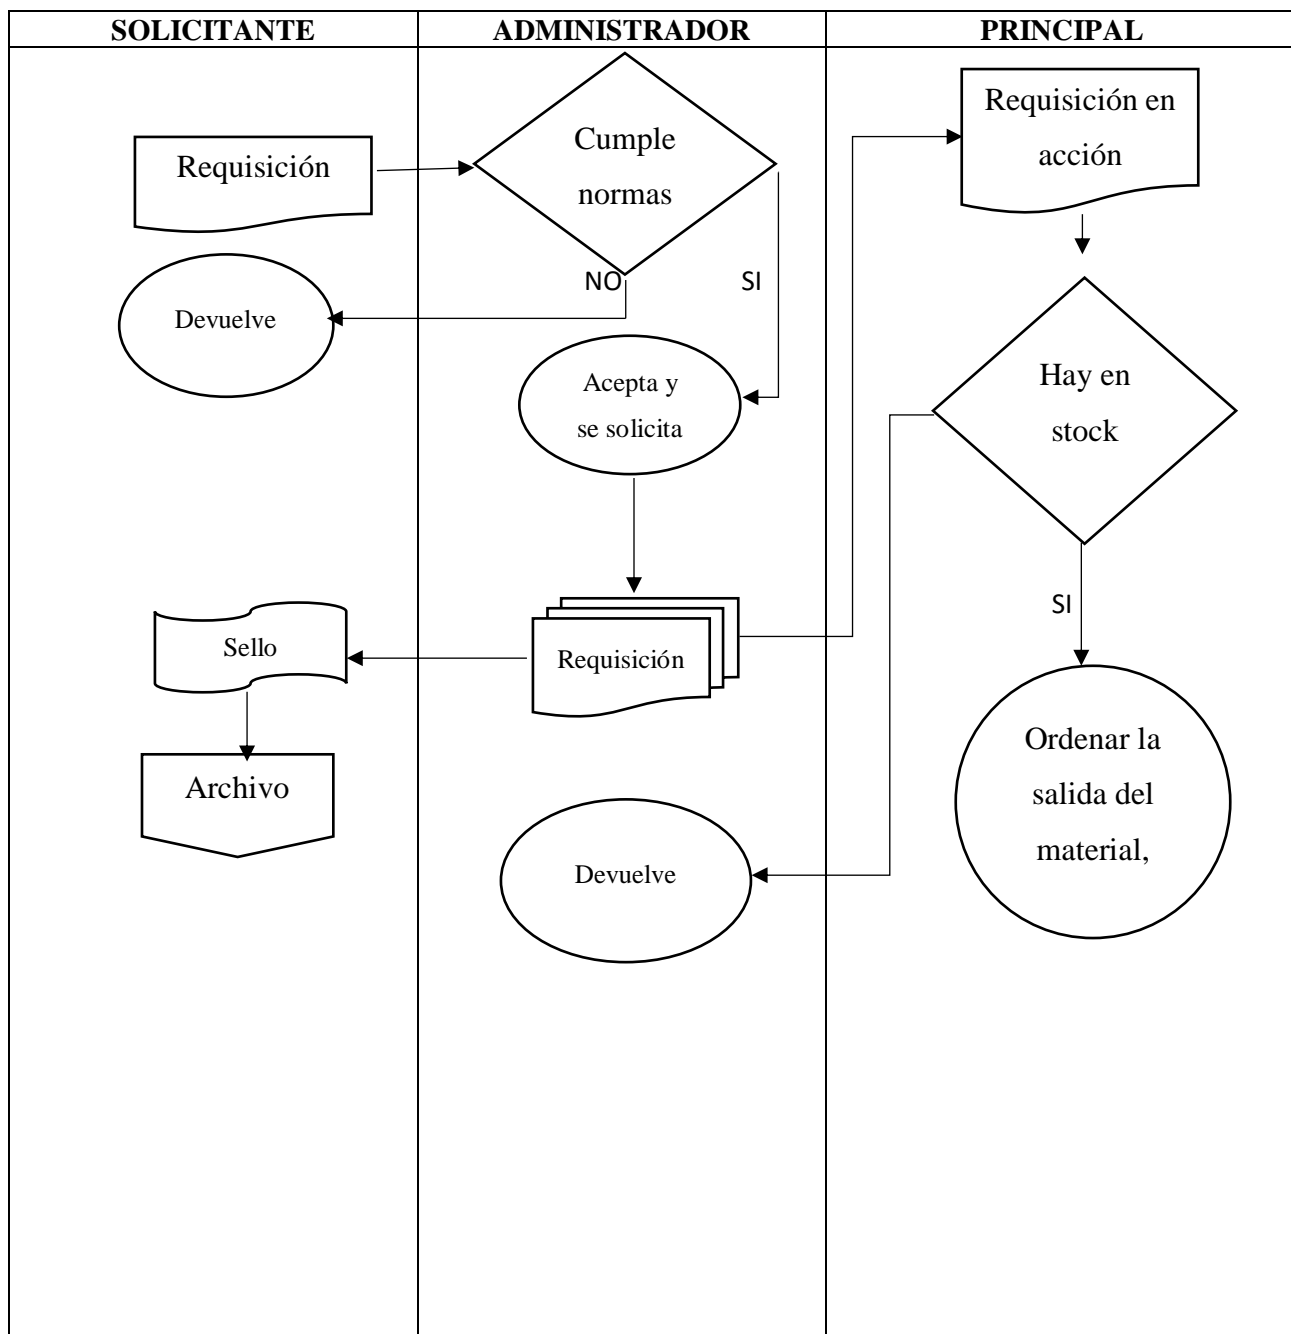 SOLICITANTE
ADMINISTRADOR
PRINCIPAL
Requisición
Cumple
normas
Requisición en
acción
NO
SI
Devuelve
Acepta y
se solicita
Hay en
stock
SI
Sello
Requisición
Archivo
Ordenar la
salida del
material,
Devuelve